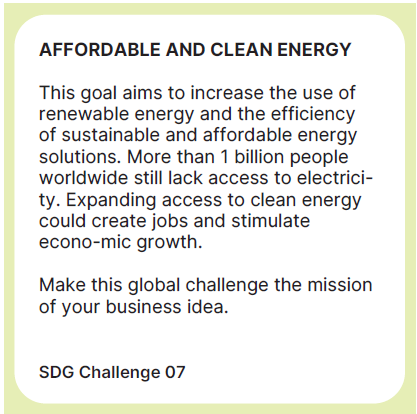 AFFORDABLE AND CLEAN ENERGY
This goal aims to increase the use of
renewable energy and the efficiency
of sustainable and affordable energy
solutions. More than 1 billion people
worldwide still lack access to electrici-
ty. Expanding access to clean energy
could create jobs and stimulate
econo-mic growth.
Make this global challenge the mission
of your business idea.
SDG Challenge 07